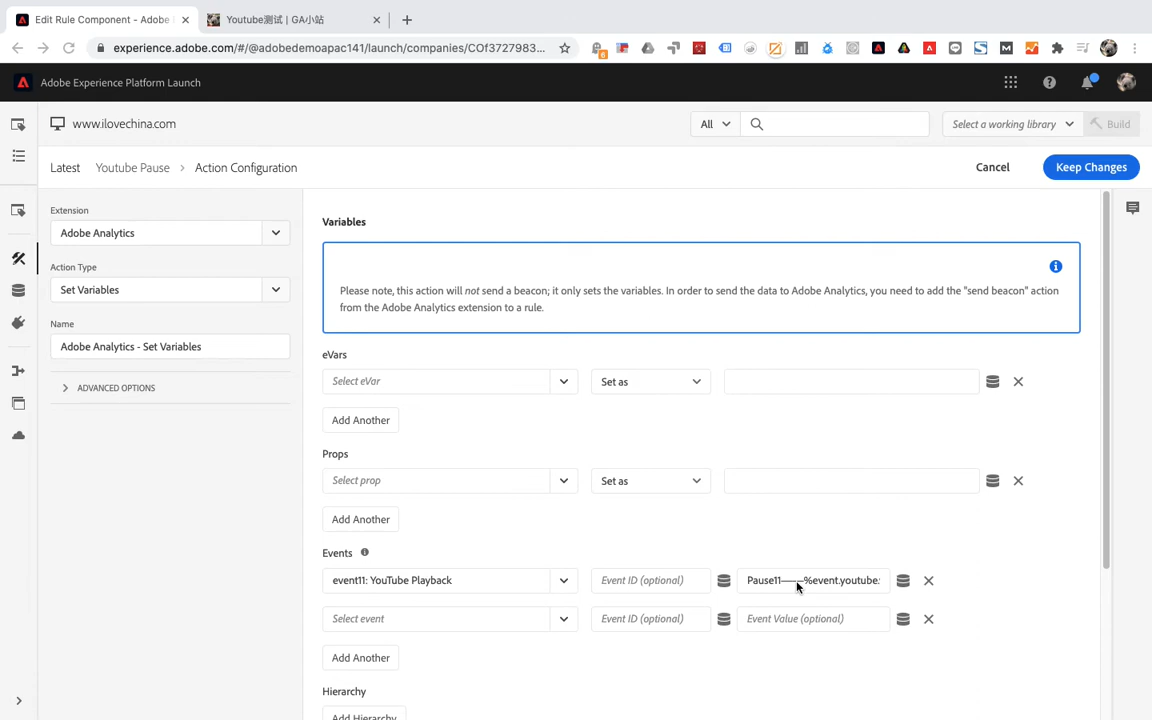 Edit Rule Component - Adobe
Youtube测试 | GA小站
experience.adobe.com/#/@adobedemoapac141/launch/companies/COf3727983...
6
Adobe Experience Platform Launch
www.ilovechina.com
All
Select a working library
Build
Latest
Youtube Pause
Action Configuration
Cancel
Keep Changes
Extension
Adobe Analytics
Action Type
Set Variables
Name
Adobe Analytics - Set Variables
ADVANCED OPTIONS
Variables
Please note, this action will not send a beacon; it only sets the variables. In order to send the data to Adobe Analytics, you need to add the "send beacon" action
from the Adobe Analytics extension to a rule.
eVars
Select eVar
Set as
Add Another
Props
Select prop
Set as
Add Another
Events
event11: YouTube Playback
Event ID (optional)
Pause11——%event.youtube.
Select event
Event ID (optional)
Event Value (optional)
Add Another
Hierarchy
Add Hierarchy